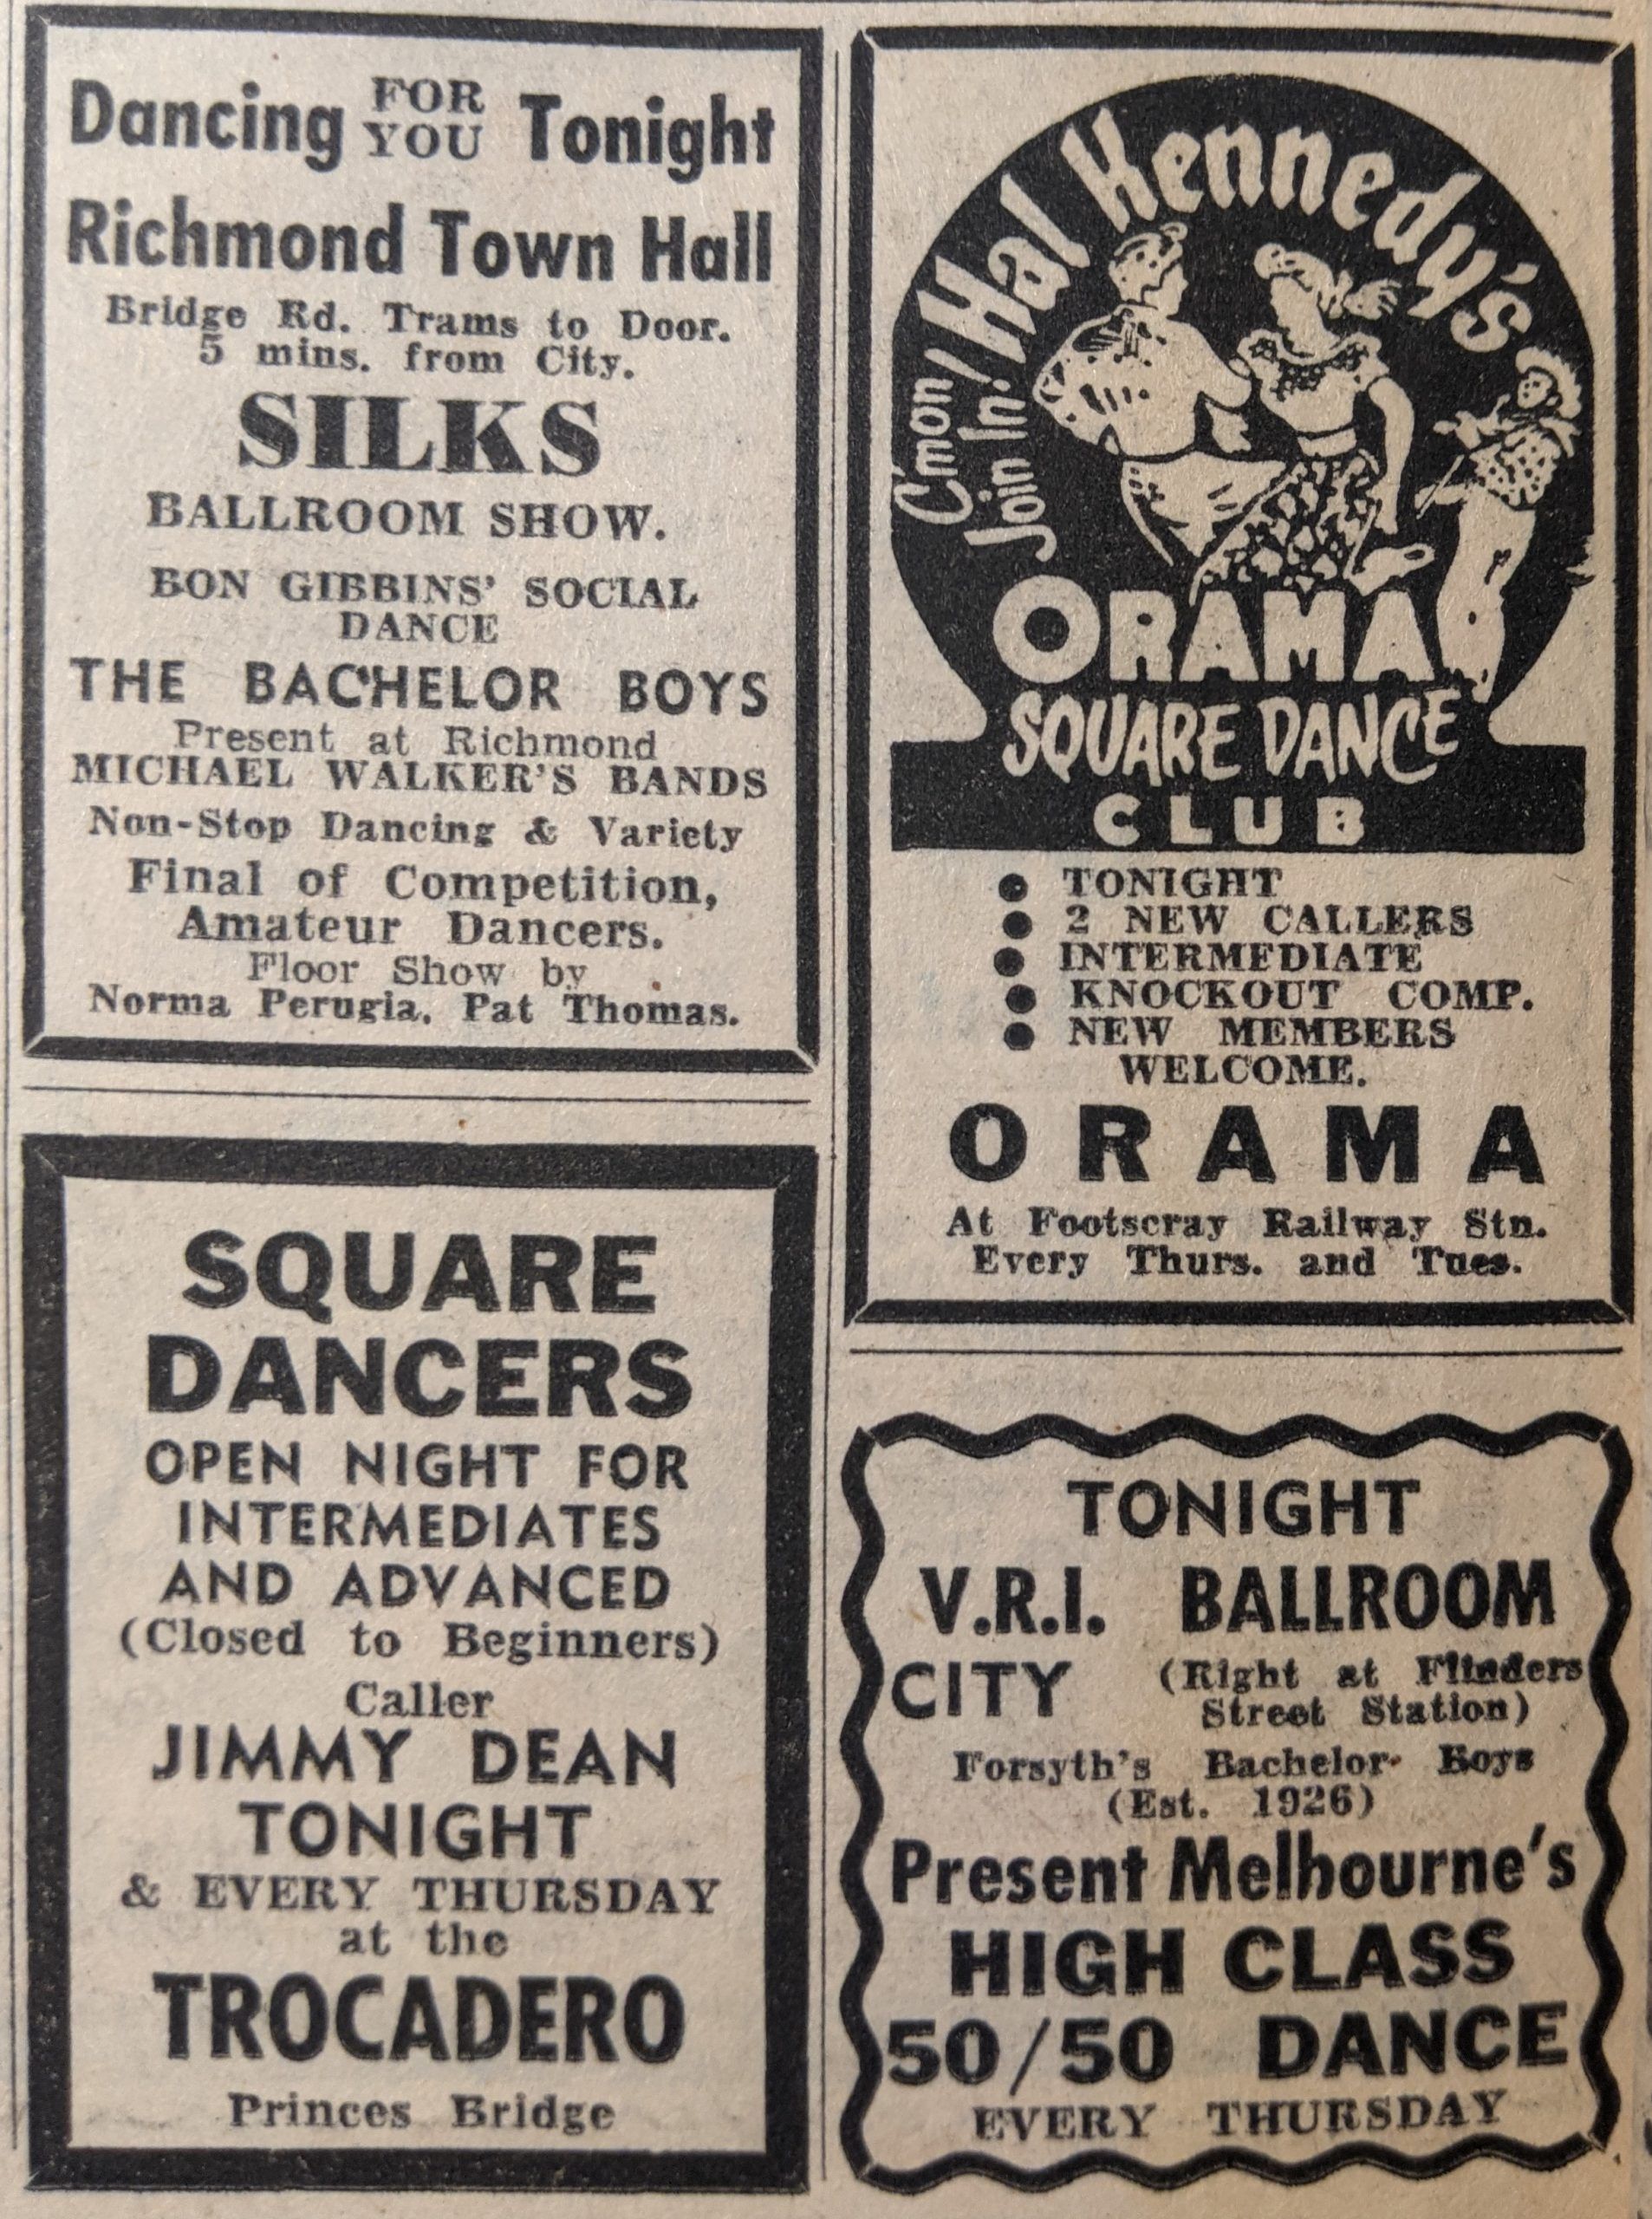 Dancing FOR YOU Tonight
Richmond Town Hall
Bridge Rd. Trams to Door.
5 mins. from City.
SILKS
BALLROOM SHOW.
BON GIBBINS' SOCIAL
DANCE
THE BACHELOR BOYS
Present at Richmond
MICHAEL WALKER'S BANDS
Non-Stop Dancing & Variety
Final of Competition,
Amateur Dancers.
Floor Show by
Norma Perugia. Pat Thomas.
SQUARE
DANCERS
OPEN NIGHT FOR
INTERMEDIATES
AND ADVANCED
(Closed to Beginners)
Caller
JIMMY DEAN
TONIGHT
& EVERY THURSDAY
at the
TROCADERO
Princes Bridge
C'mon!
Join In!
Hal Kennedy's
ORAMA
SQUARE DANCE
CLUB
● TONIGHT
● 2 NEW CALLERS
● INTERMEDIATE
● KNOCKOUT COMP.
● NEW MEMBERS
WELCOME.
ORAMA
At Footscray Railway Stn.
Every Thurs. and Tues.
TONIGHT
V.R.I. BALLROOM
CITY (Right at Flinders
Street Station)
Forsyth's Bachelor Boys
(Est. 1926)
Present Melbourne's
HIGH CLASS
50/50 DANCE
EVERY THURSDAY